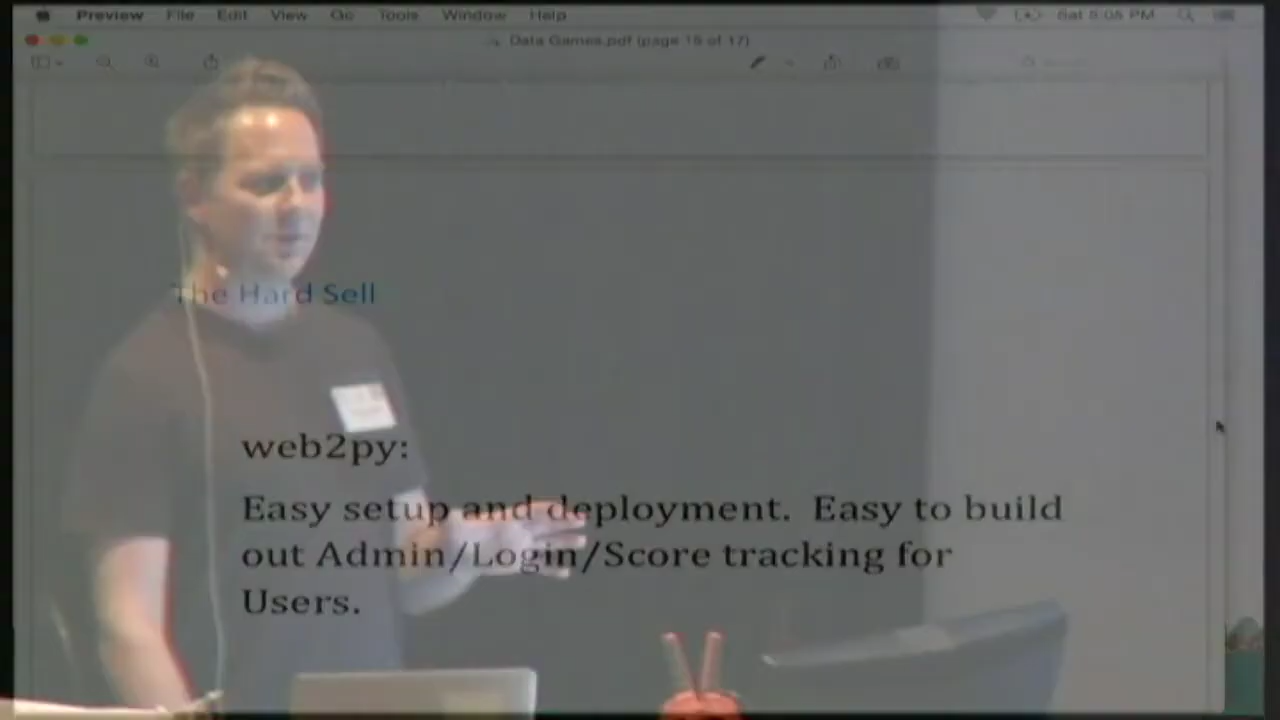 Preview File Edit View Go Tools Window Help
Sat 5:05 PM
Data Games.pdf (page 15 of 17)
The Hard Sell
web2py:
Easy setup and deployment. Easy to build
out Admin/Login/Score tracking for
Users.